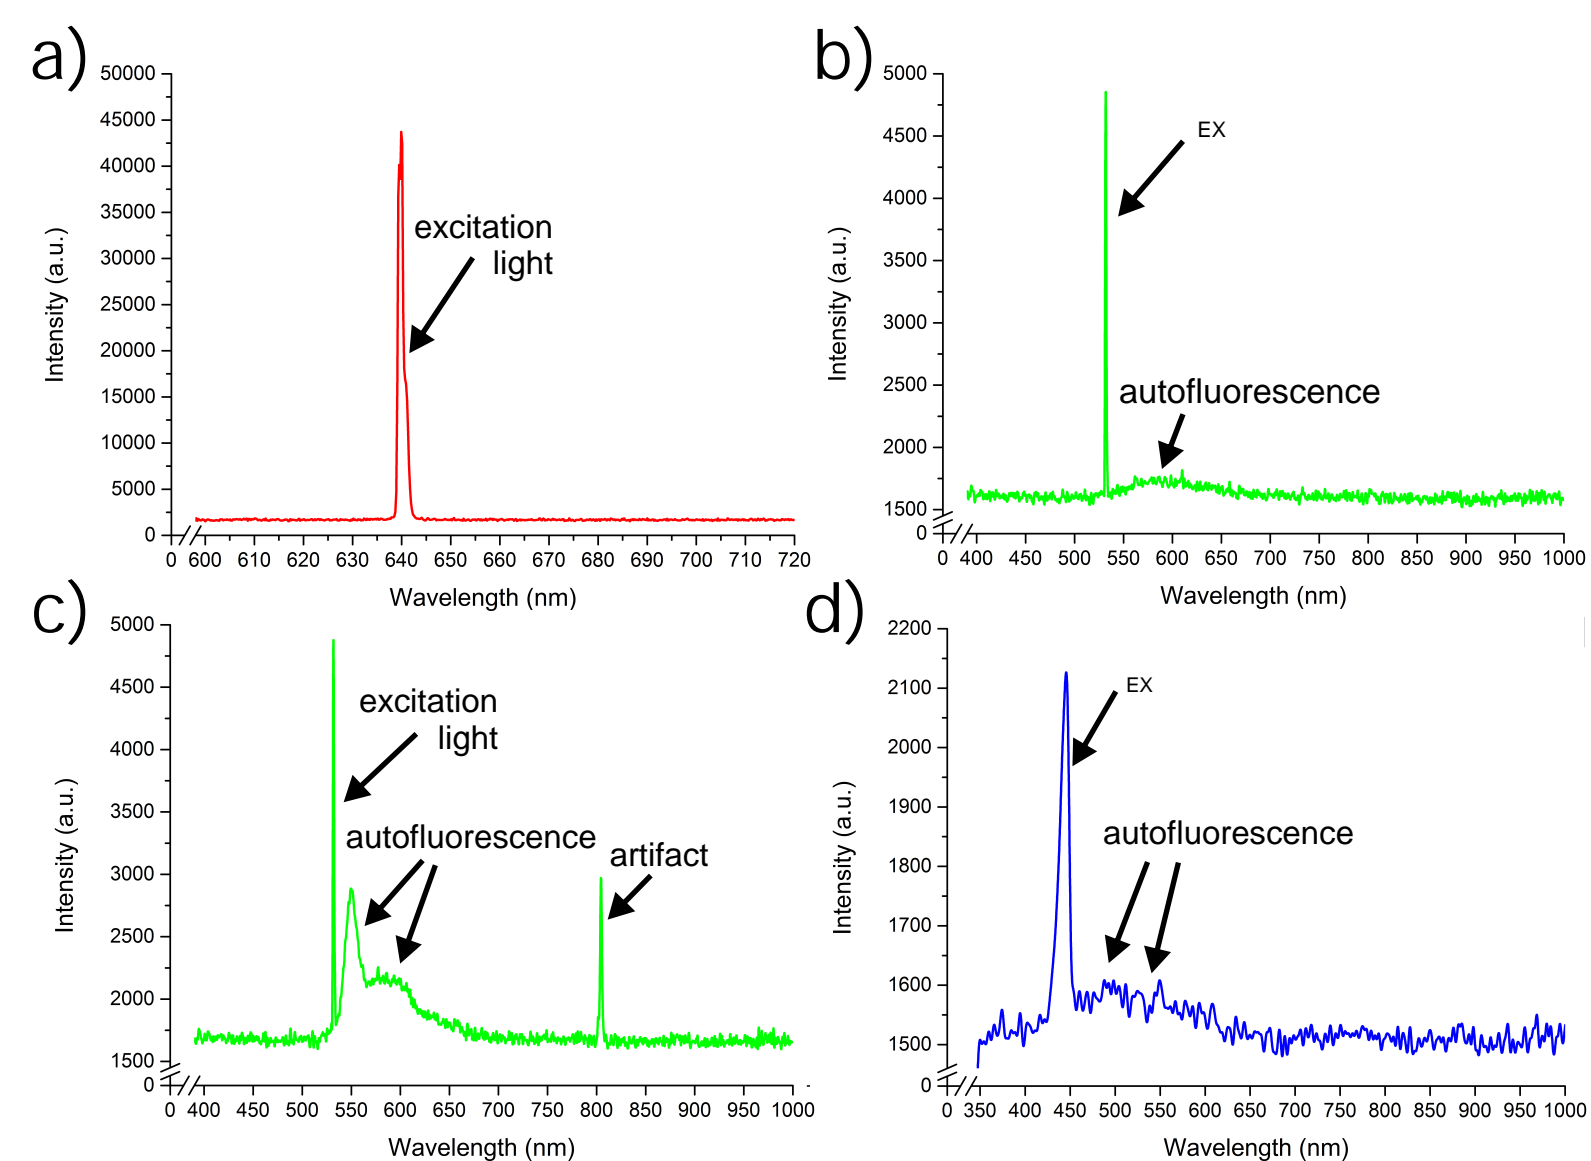 a)
50000
45000
40000
35000
30000
25000
20000
15000
10000
5000
0
Intensity (a.u.)
excitation
light
0 600 610 620 630 640 650 660 670 680 690 700 710 720
Wavelength (nm)
b)
5000
4500
4000
3500
3000
2500
2000
1500
0
Intensity (a.u.)
EX
autofluorescence
0 400 450 500 550 600 650 700 750 800 850 900 950 1000
Wavelength (nm)
c)
5000
4500
4000
3500
3000
2500
2000
1500
0
Intensity (a.u.)
excitation
light
autofluorescence
artifact
0 400 450 500 550 600 650 700 750 800 850 900 950 1000
Wavelength (nm)
d)
2200
2100
2000
1900
1800
1700
1600
1500
0
Intensity (a.u.)
EX
autofluorescence
0 350 400 450 500 550 600 650 700 750 800 850 900 950 1000
Wavelength (nm)